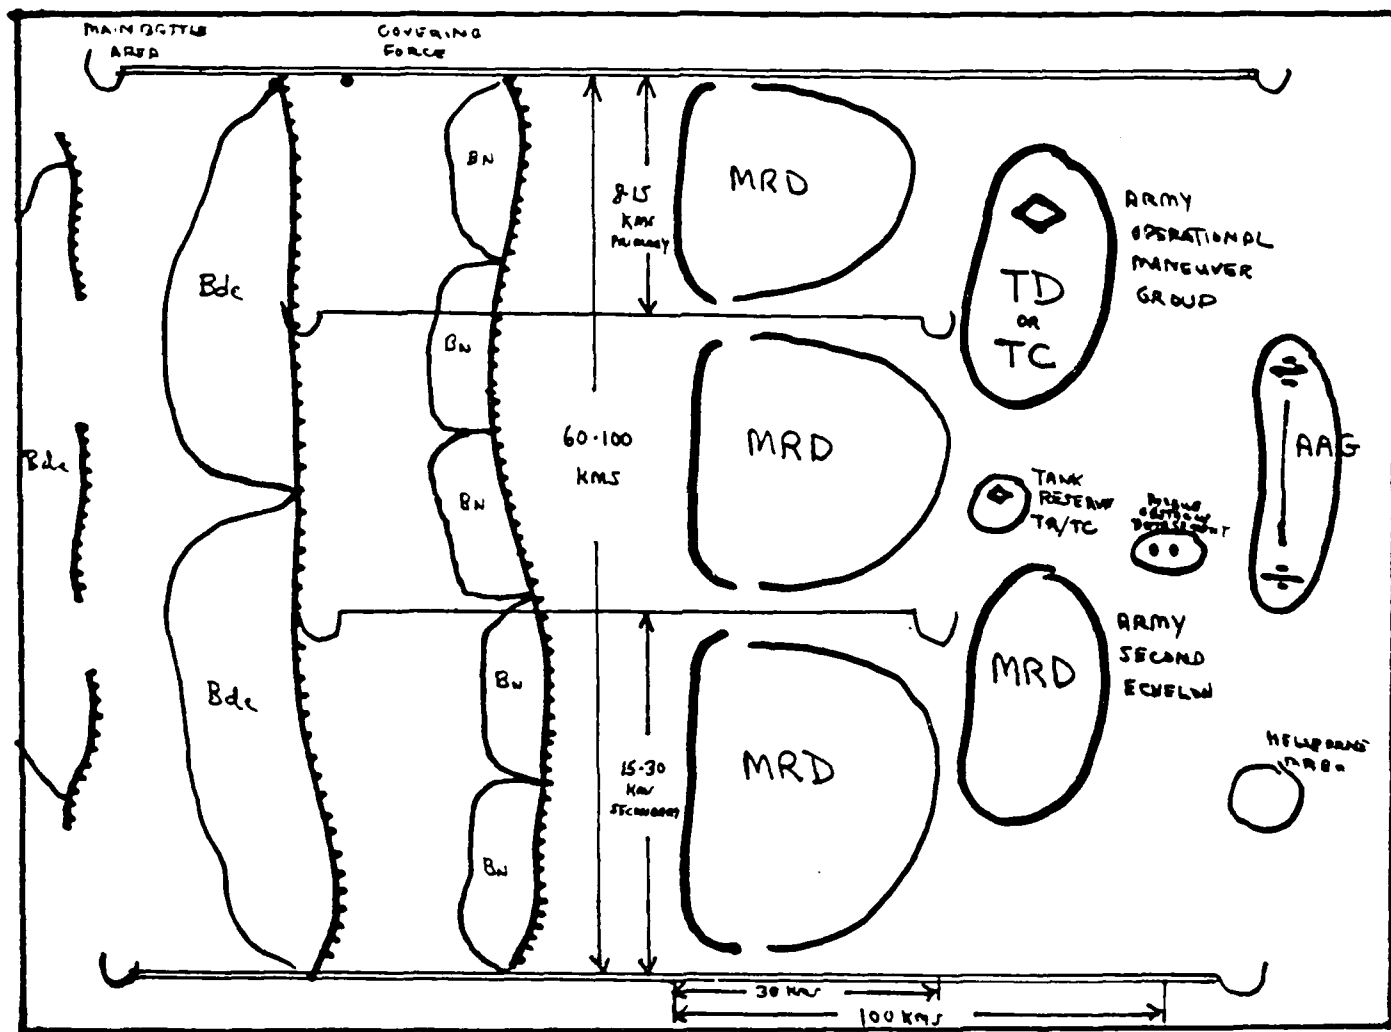 MAIN BATTLE
AREA
COVERING
FORCE
BN
8-15
KMS
PRIMARY
MRD
ARMY
OPERATIONAL
MANEUVER
GROUP
TD
OR
TC
Bde
BN
60-100
KMS
MRD
AAG
Bde
BN
TANK
RESERVE
TR/TC
BN
MRD
ARMY
SECOND
ECHELON
Bde
15-30
KMS
SECONDARY
MRD
BN
30 KMS
100 KMS